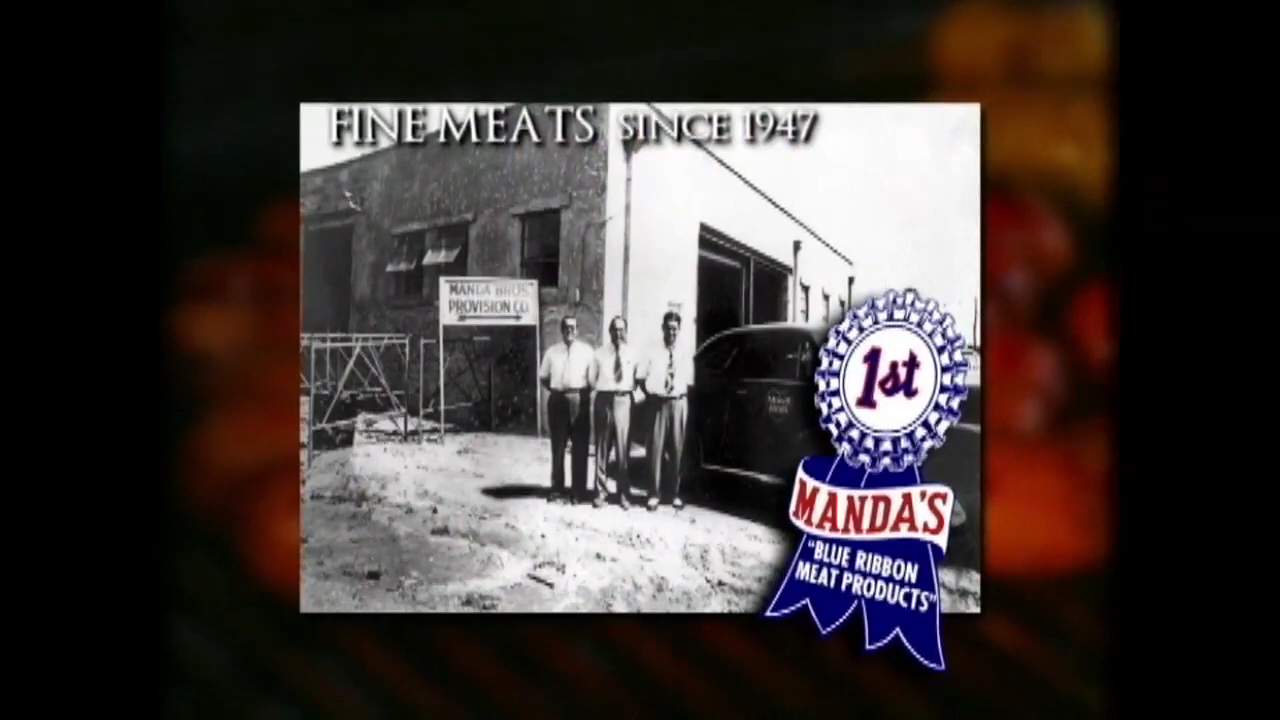 FINE MEATS SINCE 1947
MANDA BROS
PROVISION CO.
1st
MANDA'S
"BLUE RIBBON
MEAT PRODUCTS"